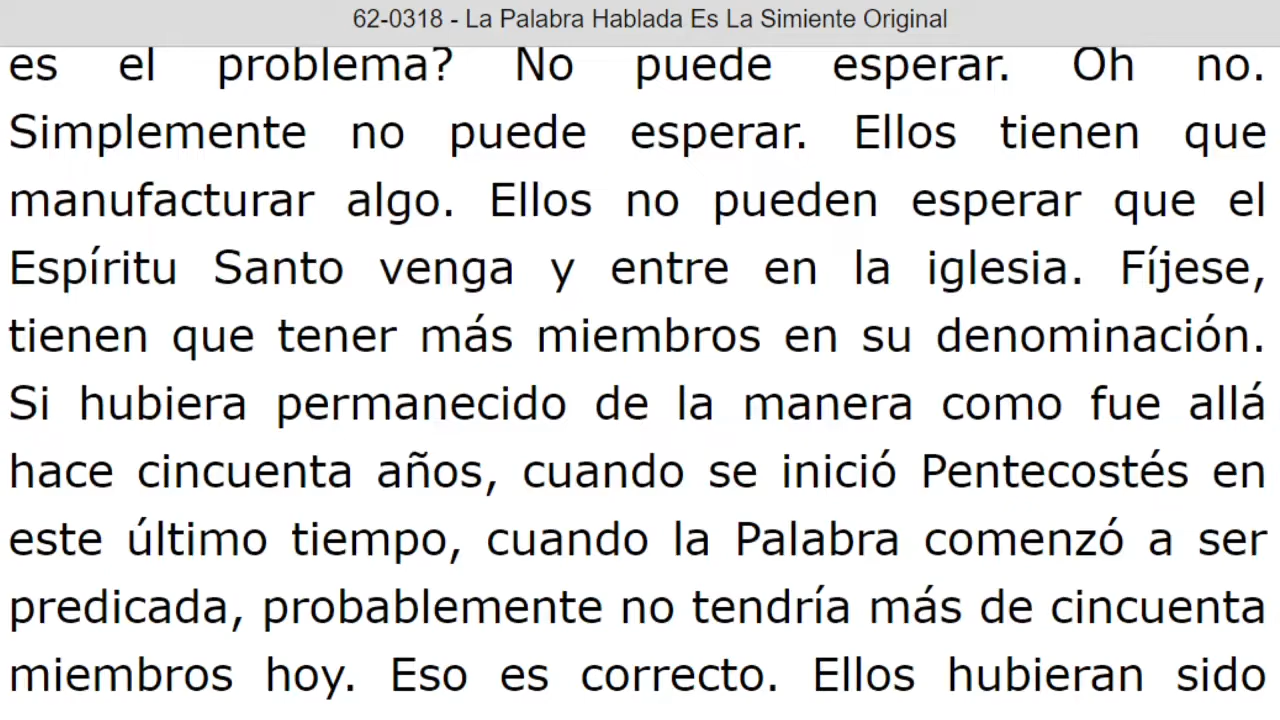 62-0318 - La Palabra Hablada Es La Simiente Original
es el problema? No puede esperar. Oh no.
Simplemente no puede esperar. Ellos tienen que
manufacturar algo. Ellos no pueden esperar que el
Espíritu Santo venga y entre en la iglesia. Fíjese,
tienen que tener más miembros en su denominación.
Si hubiera permanecido de la manera como fue allá
hace cincuenta años, cuando se inició Pentecostés en
este último tiempo, cuando la Palabra comenzó a ser
predicada, probablemente no tendría más de cincuenta
miembros hoy. Eso es correcto. Ellos hubieran sido